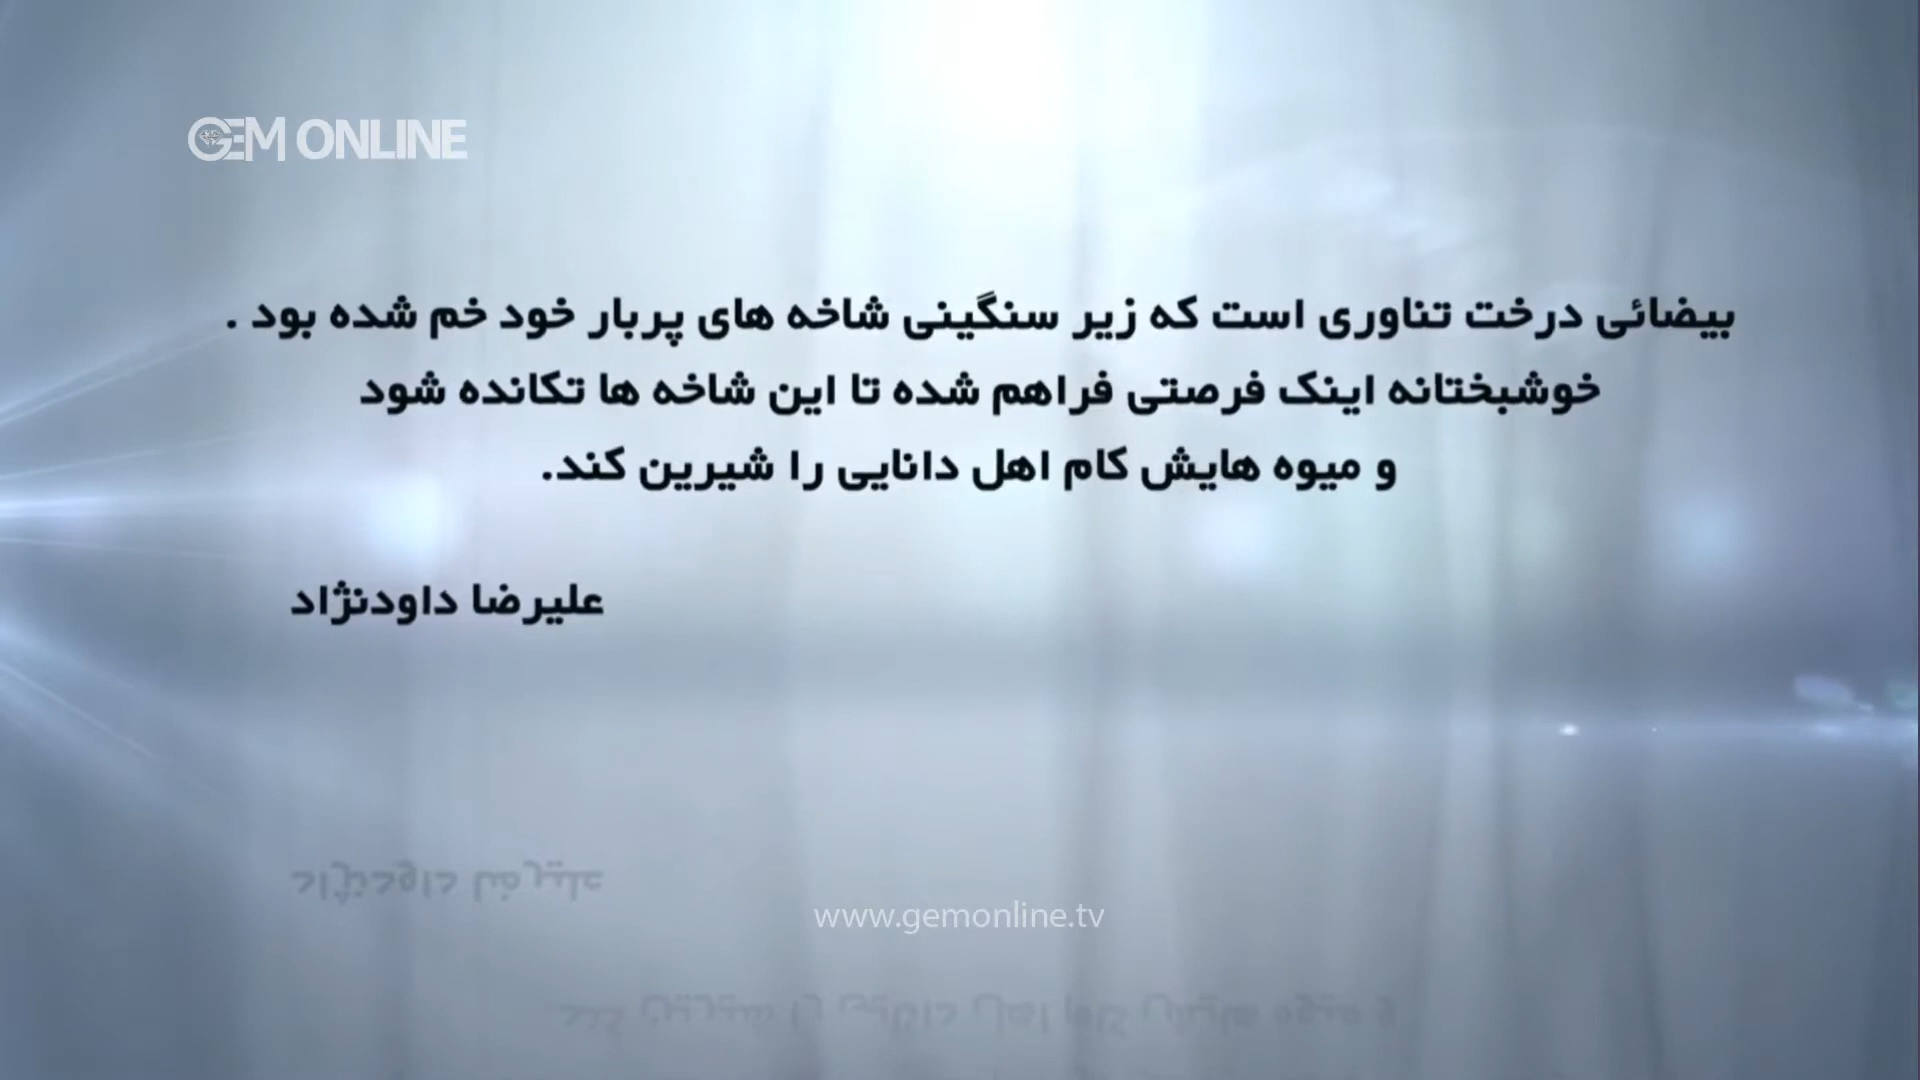 GEM ONLINE
بیضائی درخت تناوری است که زیر سنگینی شاخه های پربار خود خم شده بود .
خوشبختانه اینک فرصتی فراهم شده تا این شاخه ها تکانده شود
و میوه هایش کام اهل دانایی را شیرین کند.
علیرضا داودنژاد
www.gemonline.tv